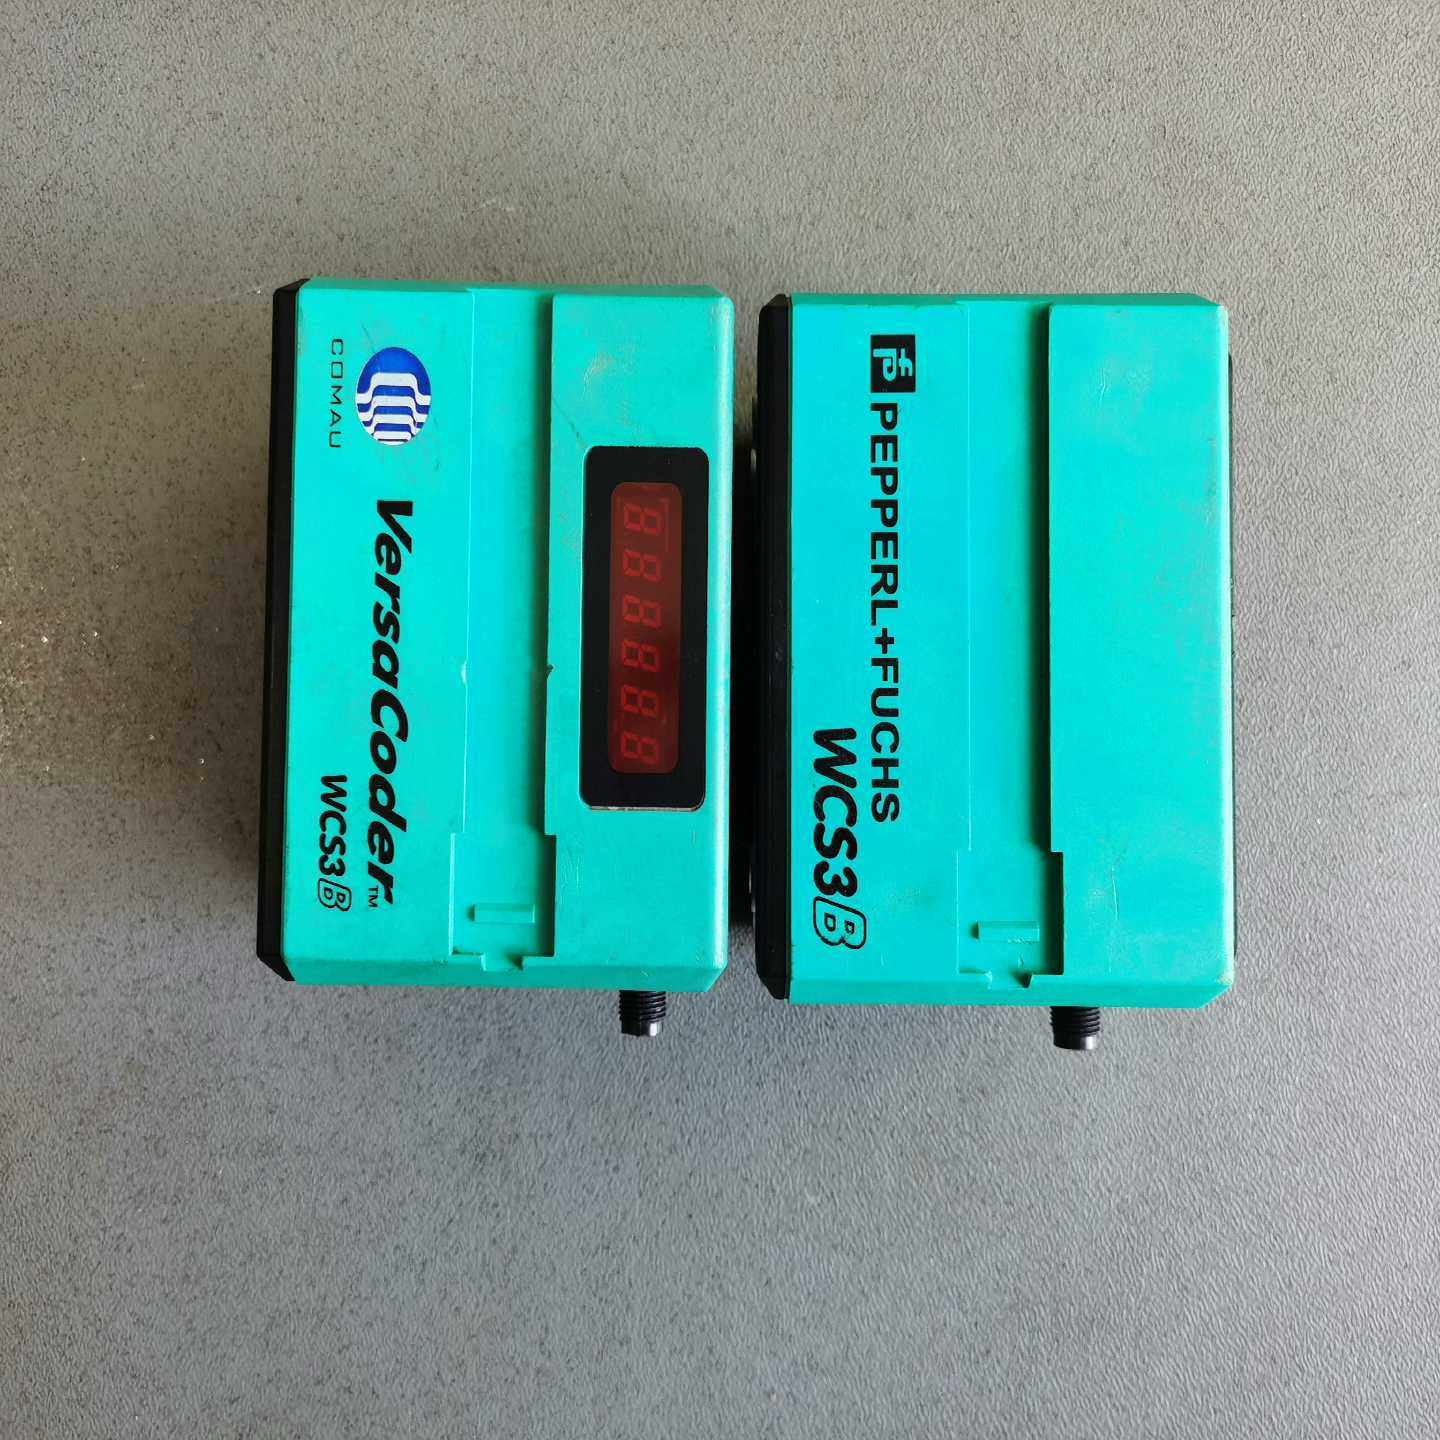 COMAU
VersaCoder™
WCS3B
888888
PEPPERL+FUCHS
WCS3B